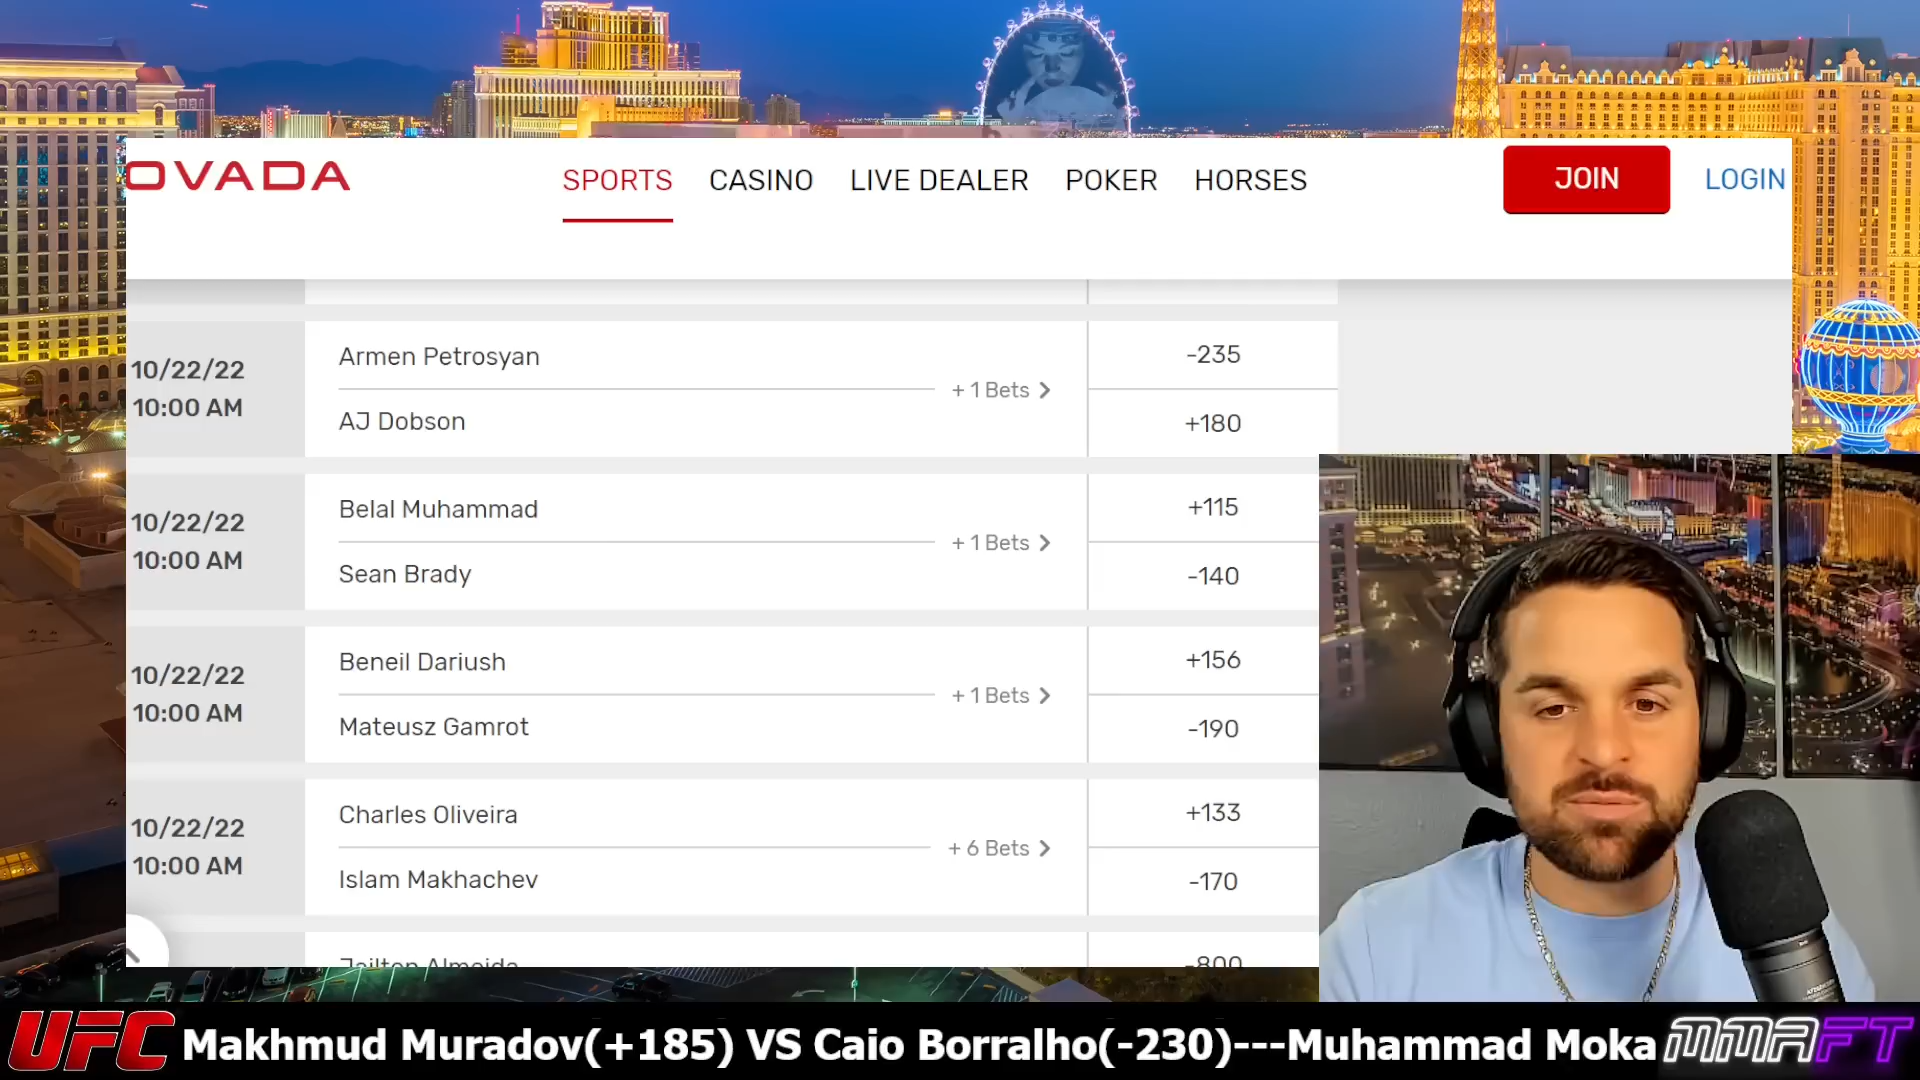 OVADA
SPORTS
CASINO
LIVE DEALER
POKER
HORSES
JOIN
LOGIN
10/22/22
10:00 AM
Armen Petrosyan
AJ Dobson
+ 1 Bets
-235
+180
10/22/22
10:00 AM
Belal Muhammad
Sean Brady
+ 1 Bets
+115
-140
10/22/22
10:00 AM
Beneil Dariush
Mateusz Gamrot
+ 1 Bets
+156
-190
10/22/22
10:00 AM
Charles Oliveira
Islam Makhachev
+ 6 Bets
+133
-170
Jailton Almeida
-800
UFC
Makhmud Muradov(+185) VS Caio Borralho(-230)---Muhammad Moka
MMAFT